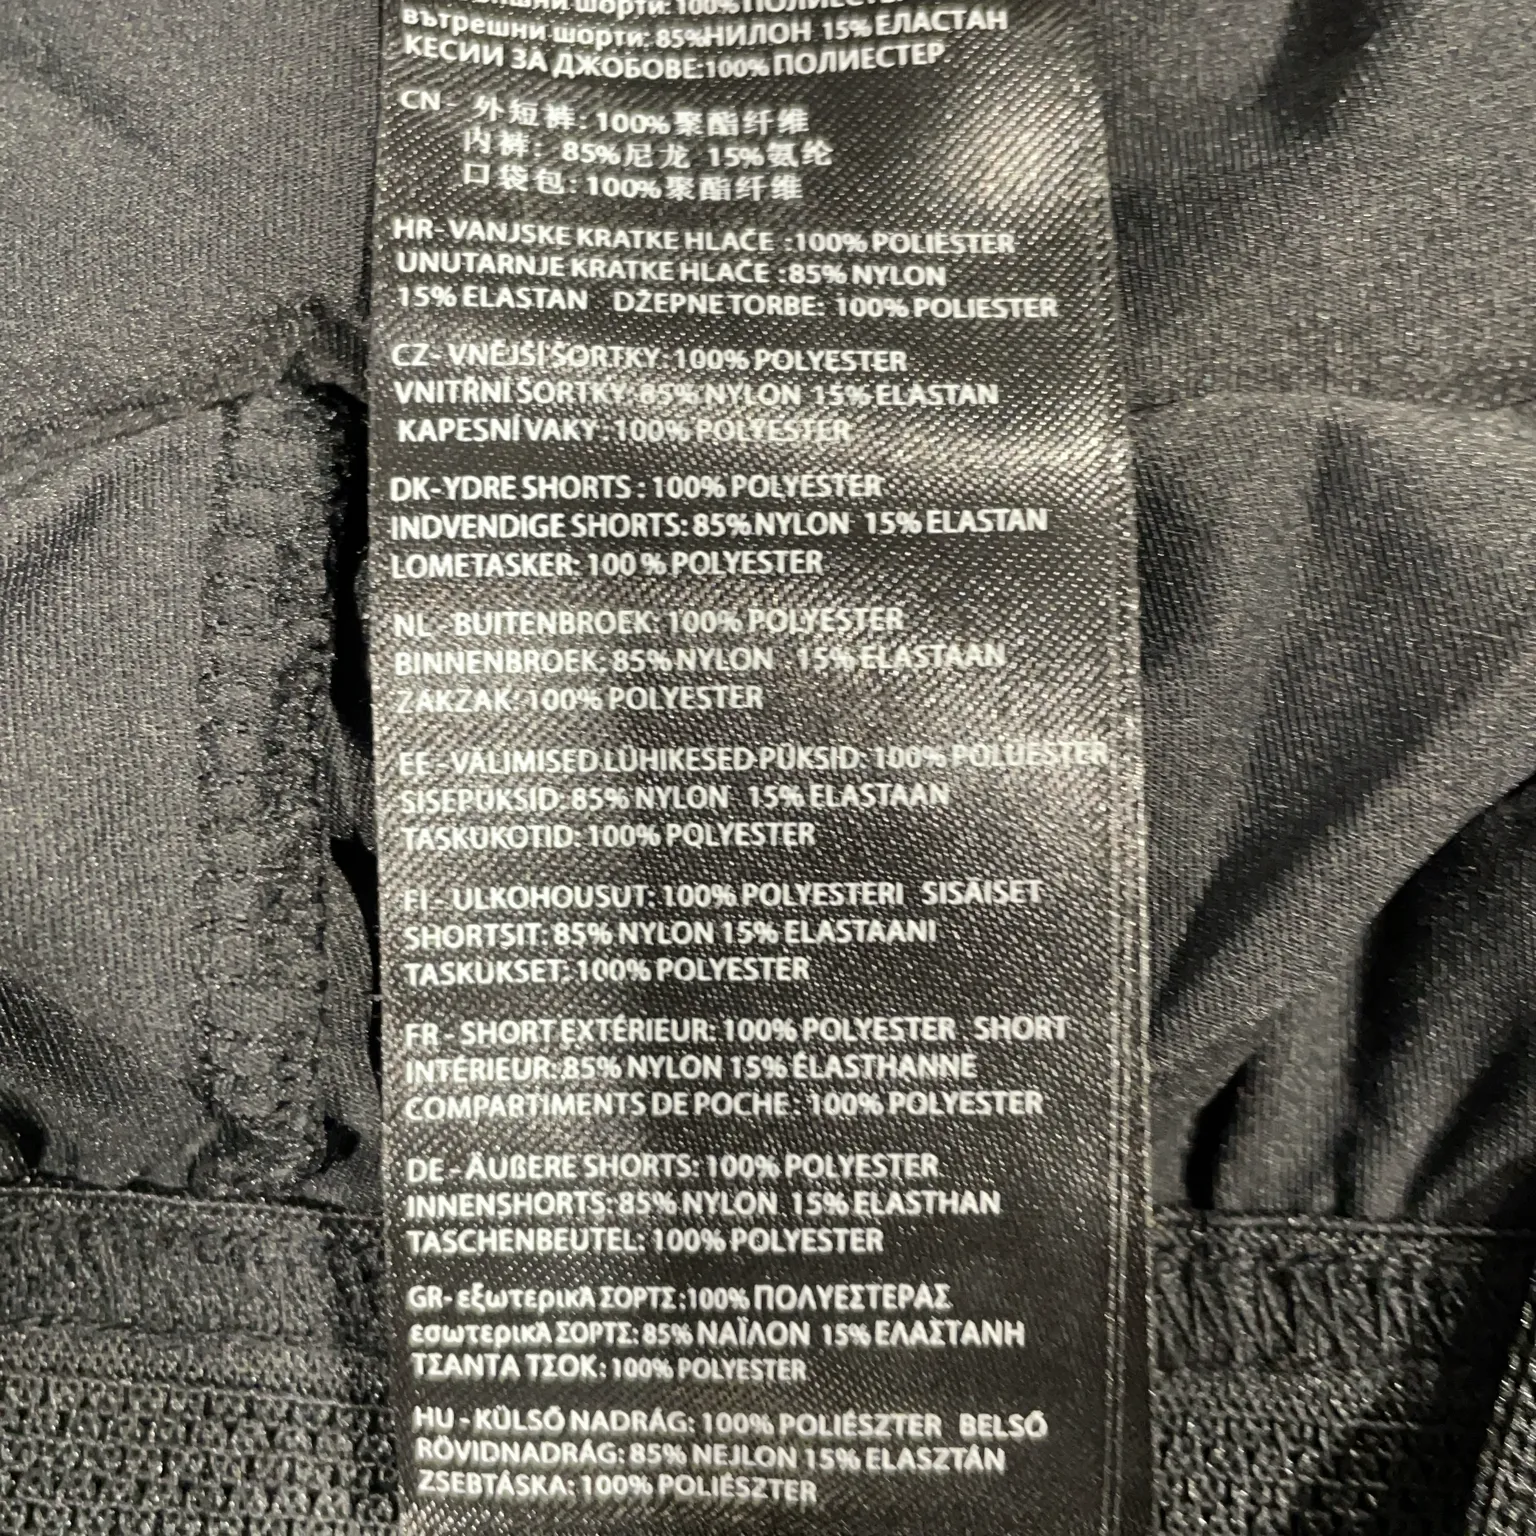 шорти: 100% ПОЛИЕСТЕР
вътрешни шорти: 85%НИЛОН 15% ЕЛАСТАН
КЕСИИ ЗА ДЖОБОВЕ:100% ПОЛИЕСТЕР
CN- 外短裤: 100%聚酯纤维
内裤: 85%尼龙 15%氨纶
口袋包: 100%聚酯纤维
HR- VANJSKE KRATKE HLAČE :100% POLIESTER
UNUTARNJE KRATKE HLAČE :85% NYLON
15% ELASTAN DŽEPNE TORBE: 100% POLIESTER
CZ- VNĚJŠÍ ŠORTKY: 100% POLYESTER
VNITŘNÍ ŠORTKY: 85% NYLON 15% ELASTAN
KAPESNÍ VAKY: 100% POLYESTER
DK-YDRE SHORTS : 100% POLYESTER
INDVENDIGE SHORTS: 85% NYLON 15% ELASTAN
LOMETASKER: 100 % POLYESTER
NL - BUITENBROEK: 100% POLYESTER
BINNENBROEK: 85% NYLON 15% ELASTAAN
ZAKZAK: 100% POLYESTER
EE - VÄLIMISED LÜHIKESED PÜKSID: 100% POLÜESTER
SISEPÜKSID: 85% NYLON 15% ELASTAAN
TASKUKOTID: 100% POLYESTER
FI - ULKOHOUSUT: 100% POLYESTERI SISÄISET
SHORTSIT: 85% NYLON 15% ELASTAANI
TASKUKSET: 100% POLYESTER
FR - SHORT EXTÉRIEUR: 100% POLYESTER SHORT
INTÉRIEUR: 85% NYLON 15% ÉLASTHANNE
COMPARTIMENTS DE POCHE: 100% POLYESTER
DE - ÄUßERE SHORTS: 100% POLYESTER
INNENSHORTS: 85% NYLON 15% ELASTHAN
TASCHENBEUTEL: 100% POLYESTER
GR- εξωτερικΆ ΣΟΡΤΣ:100% ΠΟΛΥΕΣΤΕΡΑΣ
εσωτερικΆ ΣΟΡΤΣ: 85% ΝΑΪΛΟΝ 15% ΕΛΑΣΤΑΝΗ
ΤΣΑΝΤΑ ΤΣΟΚ: 100% POLYESTER
HU - KÜLSŐ NADRÁG: 100% POLIÉSZTER BELSŐ
RÖVIDNADRÁG: 85% NEJLON 15% ELASZTÁN
ZSEBTÁSKA: 100% POLIÉSZTER